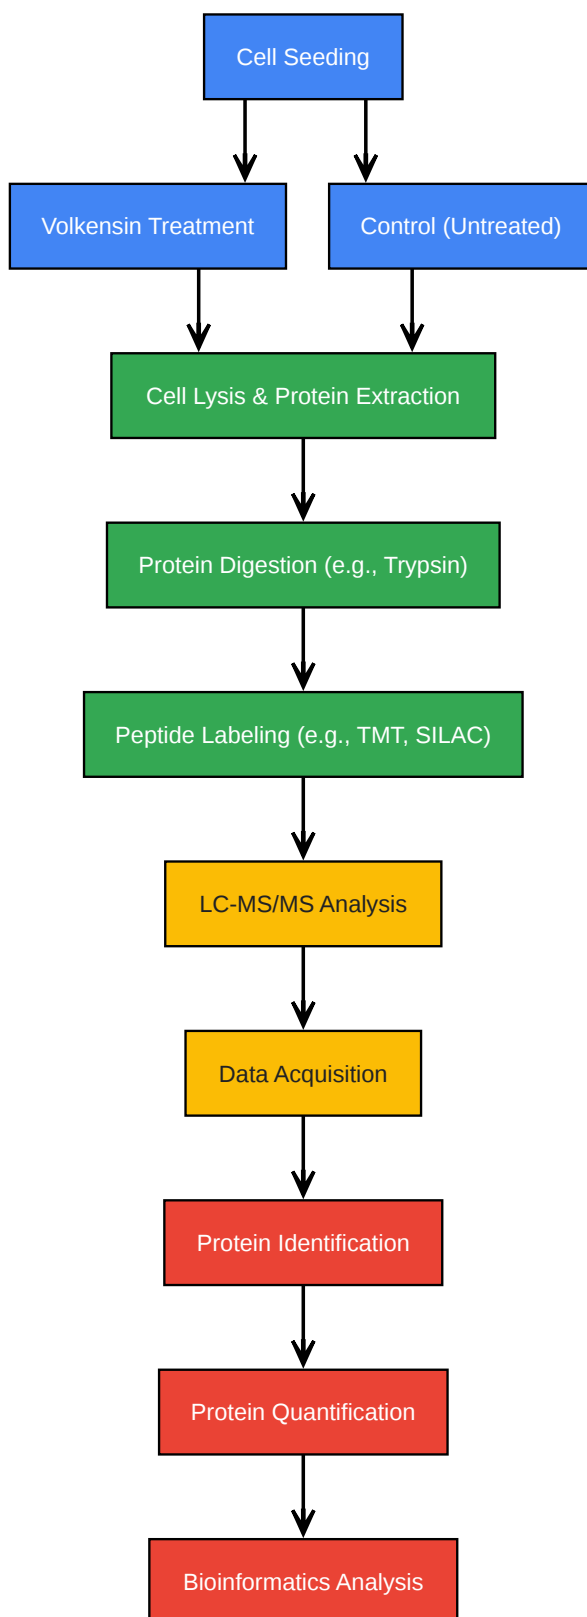 Cell Seeding
Volkensin Treatment
Control (Untreated)
Cell Lysis & Protein Extraction
Protein Digestion (e.g., Trypsin)
Peptide Labeling (e.g., TMT, SILAC)
LC-MS/MS Analysis
Data Acquisition
Protein Identification
Protein Quantification
Bioinformatics Analysis